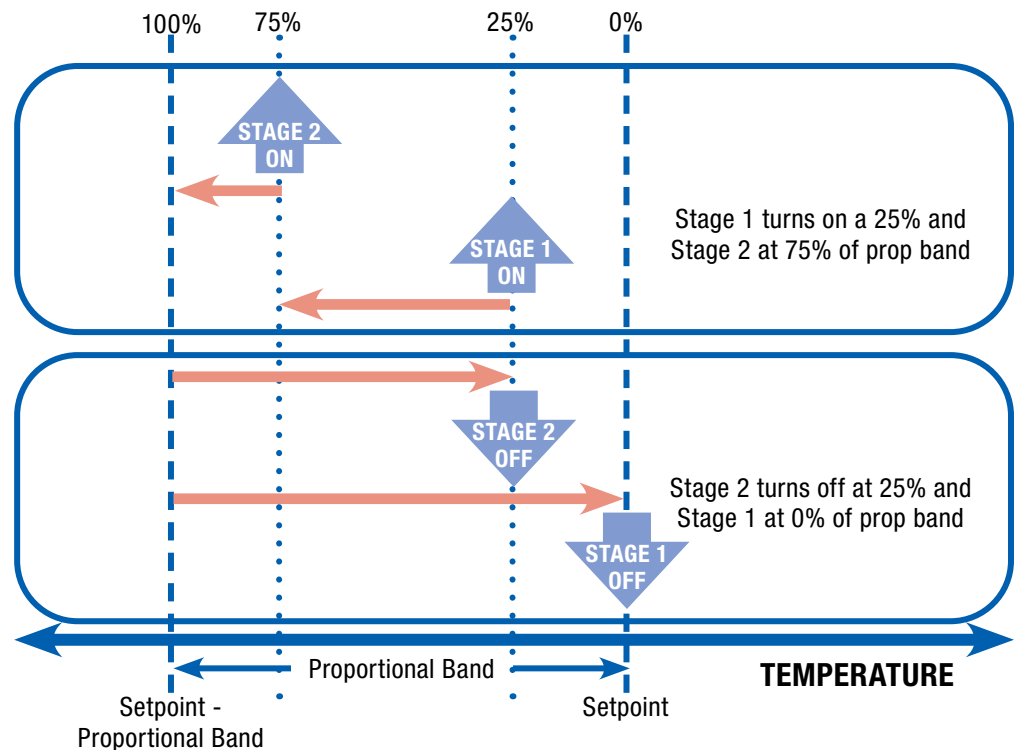 100% 75% 25% 0%
STAGE 2
ON
STAGE 1
ON
Stage 1 turns on a 25% and
Stage 2 at 75% of prop band
STAGE 2
OFF
Stage 2 turns off at 25% and
Stage 1 at 0% of prop band
STAGE 1
OFF
Proportional Band
TEMPERATURE
Setpoint -
Proportional Band
Setpoint